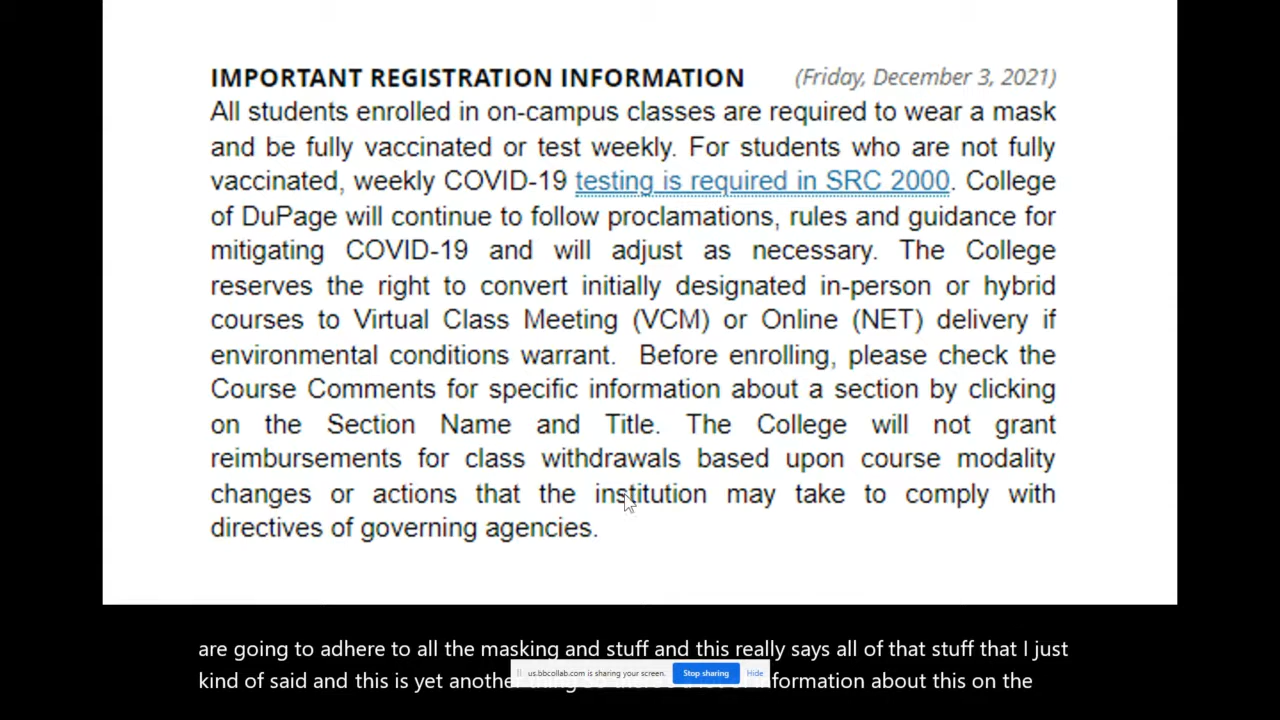 IMPORTANT REGISTRATION INFORMATION (Friday, December 3, 2021)
All students enrolled in on-campus classes are required to wear a mask
and be fully vaccinated or test weekly. For students who are not fully
vaccinated, weekly COVID-19 testing is required in SRC 2000. College
of DuPage will continue to follow proclamations, rules and guidance for
mitigating COVID-19 and will adjust as necessary. The College
reserves the right to convert initially designated in-person or hybrid
courses to Virtual Class Meeting (VCM) or Online (NET) delivery if
environmental conditions warrant. Before enrolling, please check the
Course Comments for specific information about a section by clicking
on the Section Name and Title. The College will not grant
reimbursements for class withdrawals based upon course modality
changes or actions that the institution may take to comply with
directives of governing agencies.
are going to adhere to all the masking and stuff and this really says all of that stuff that I just
us.bbcollab.com is sharing your screen. Stop sharing Hide
kind of said and this is yet another information about this on the